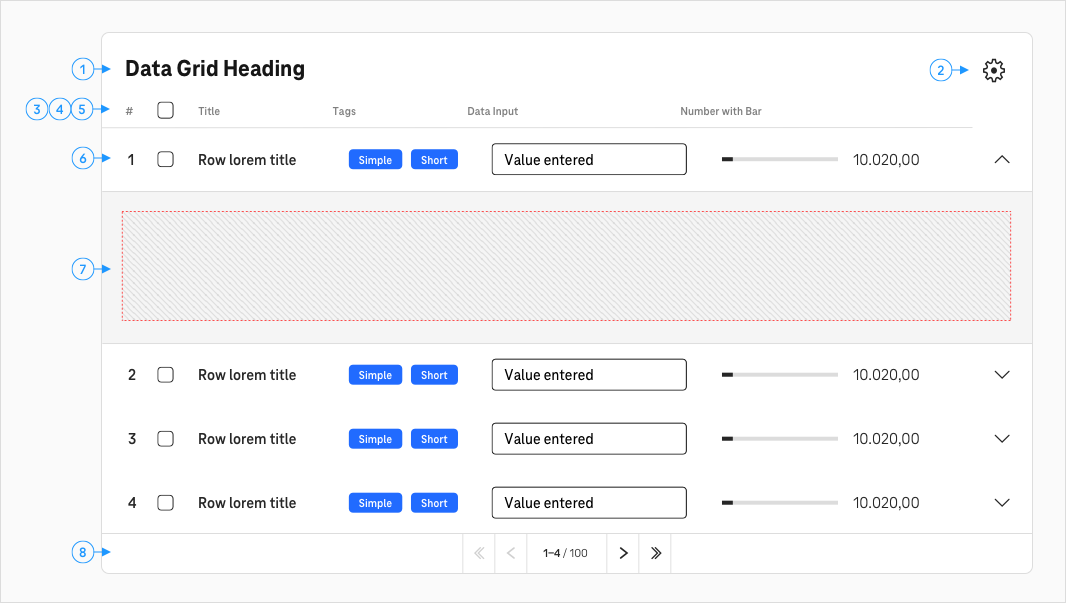 1 Data Grid Heading 2
3 4 5 # Title Tags Data Input Number with Bar
6 1 Row lorem title Simple Short Value entered 10.020,00
7
2 Row lorem title Simple Short Value entered 10.020,00
3 Row lorem title Simple Short Value entered 10.020,00
4 Row lorem title Simple Short Value entered 10.020,00
8 1–4 / 100